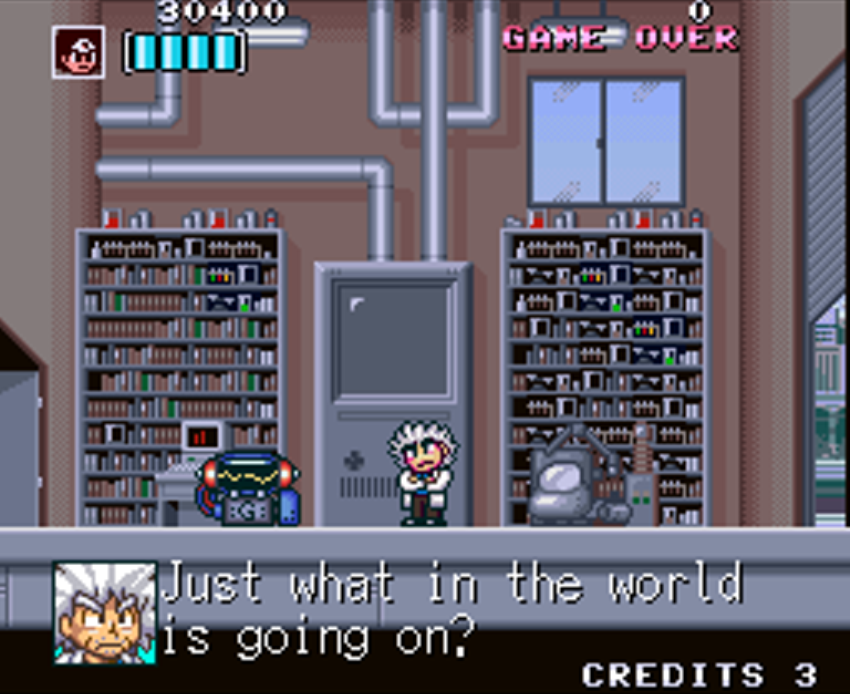 30400
0
GAME OVER
G
Just what in the world
is going on?
CREDITS 3